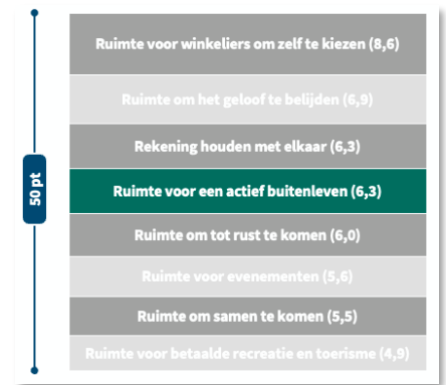 Ruimte voor winkeliers om zelf te kiezen (8,6)
Ruimte om het geloof te belijden (6,9)
Rekening houden met elkaar (6,3)
50 pt
Ruimte voor een actief buitenleven (6,3)
Ruimte om tot rust te komen (6,0)
Ruimte voor evenementen (5,6)
Ruimte om samen te komen (5,5)
Ruimte voor betaalde recreatie en toerisme (4,9)